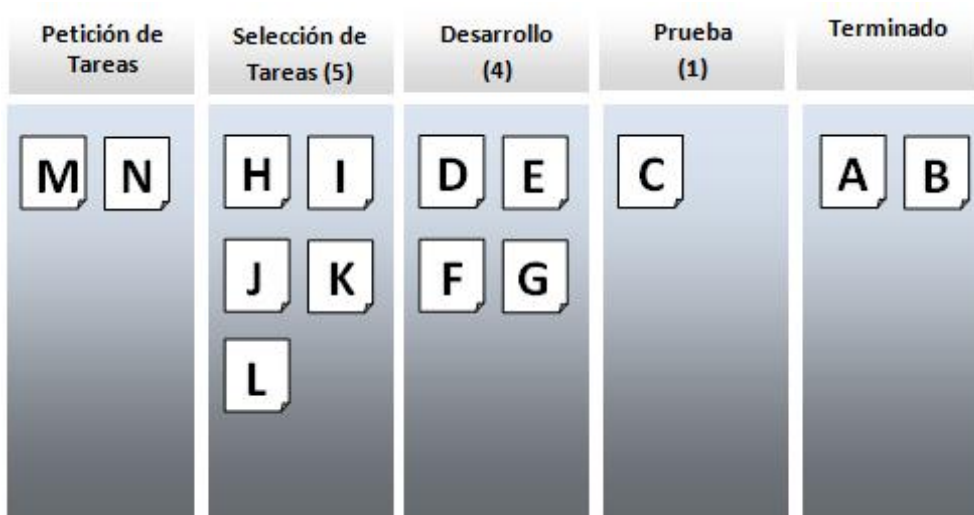 Petición de
Tareas
Selección de
Tareas (5)
Desarrollo
(4)
Prueba
(1)
Terminado
M N
H I
D E
C
A B
J K
F G
L